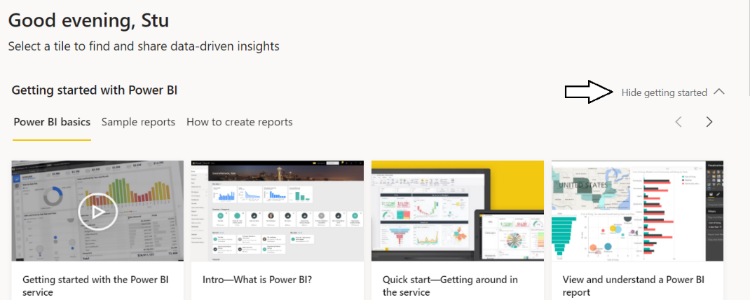 Good evening, Stu
Select a tile to find and share data-driven insights
Getting started with Power BI
Hide getting started
Power BI basics
Sample reports
How to create reports
UNITED STATES
Getting started with the Power BI
service
Intro—What is Power BI?
Quick start—Getting around in
the service
View and understand a Power BI
report